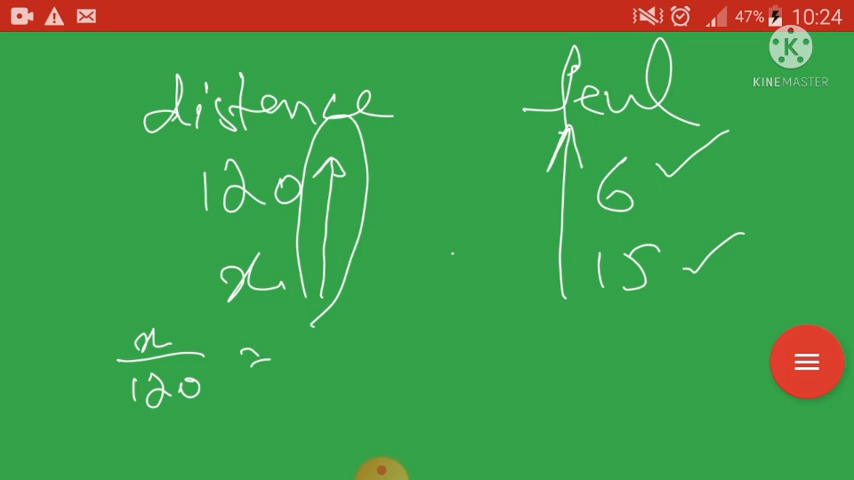 47% 10:24
KINEMASTER
distence feul
120 6
x 15
x/120 =